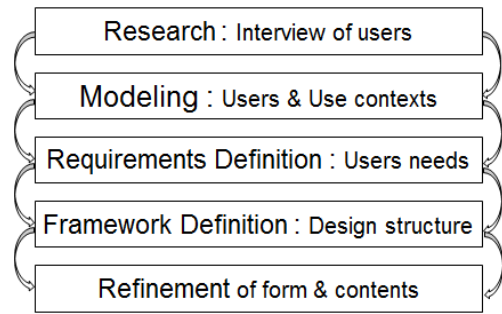 Research : Interview of users
Modeling : Users & Use contexts
Requirements Definition : Users needs
Framework Definition : Design structure
Refinement of form & contents